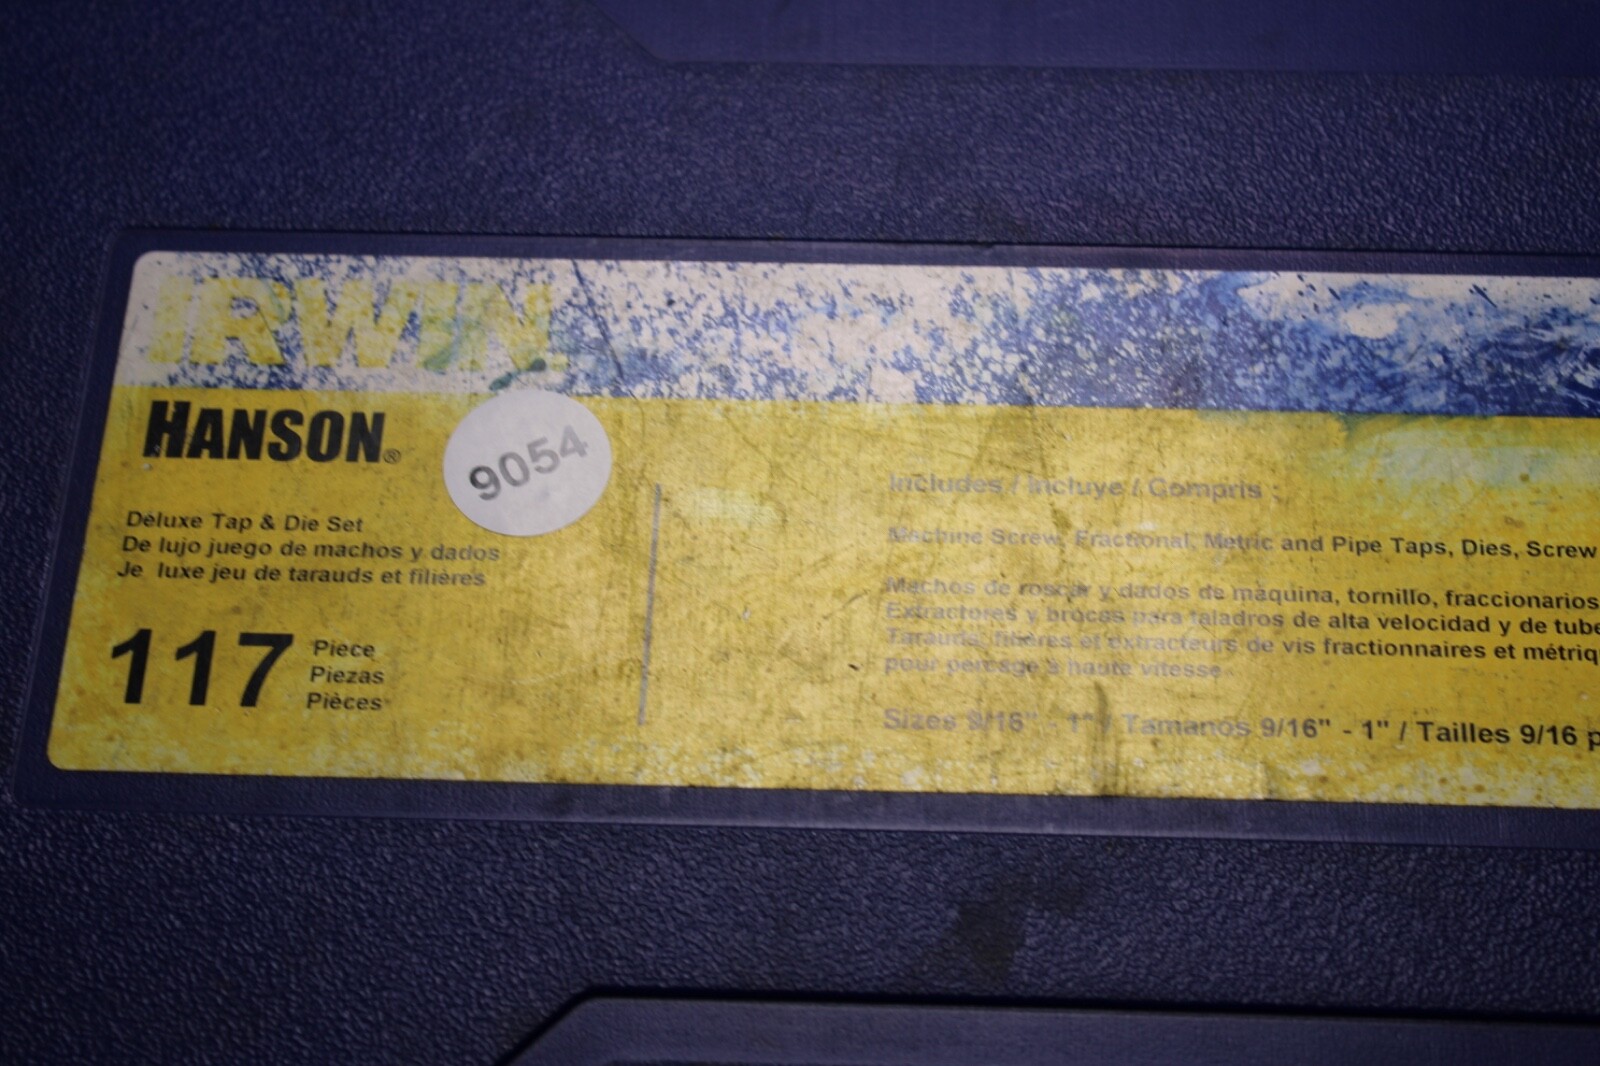 IRWIN
HANSON®
9054
Deluxe Tap & Die Set
De lujo juego de machos y dados
Je luxe jeu de tarauds et filières
117
Piece
Piezas
Pièces
Includes / Incluye / Compris :
Machine Screw, Fractional, Metric and Pipe Taps, Dies, Screw
Machos de roscar y dados de máquina, tornillo, fraccionarios
Extractores y brocas para taladros de alta velocidad y de tube
Tarauds, filières et extracteurs de vis fractionnaires et métriq
pour perçage à haute vitesse
Sizes 9/16" - 1" / Tamanos 9/16" - 1" / Tailles 9/16 p